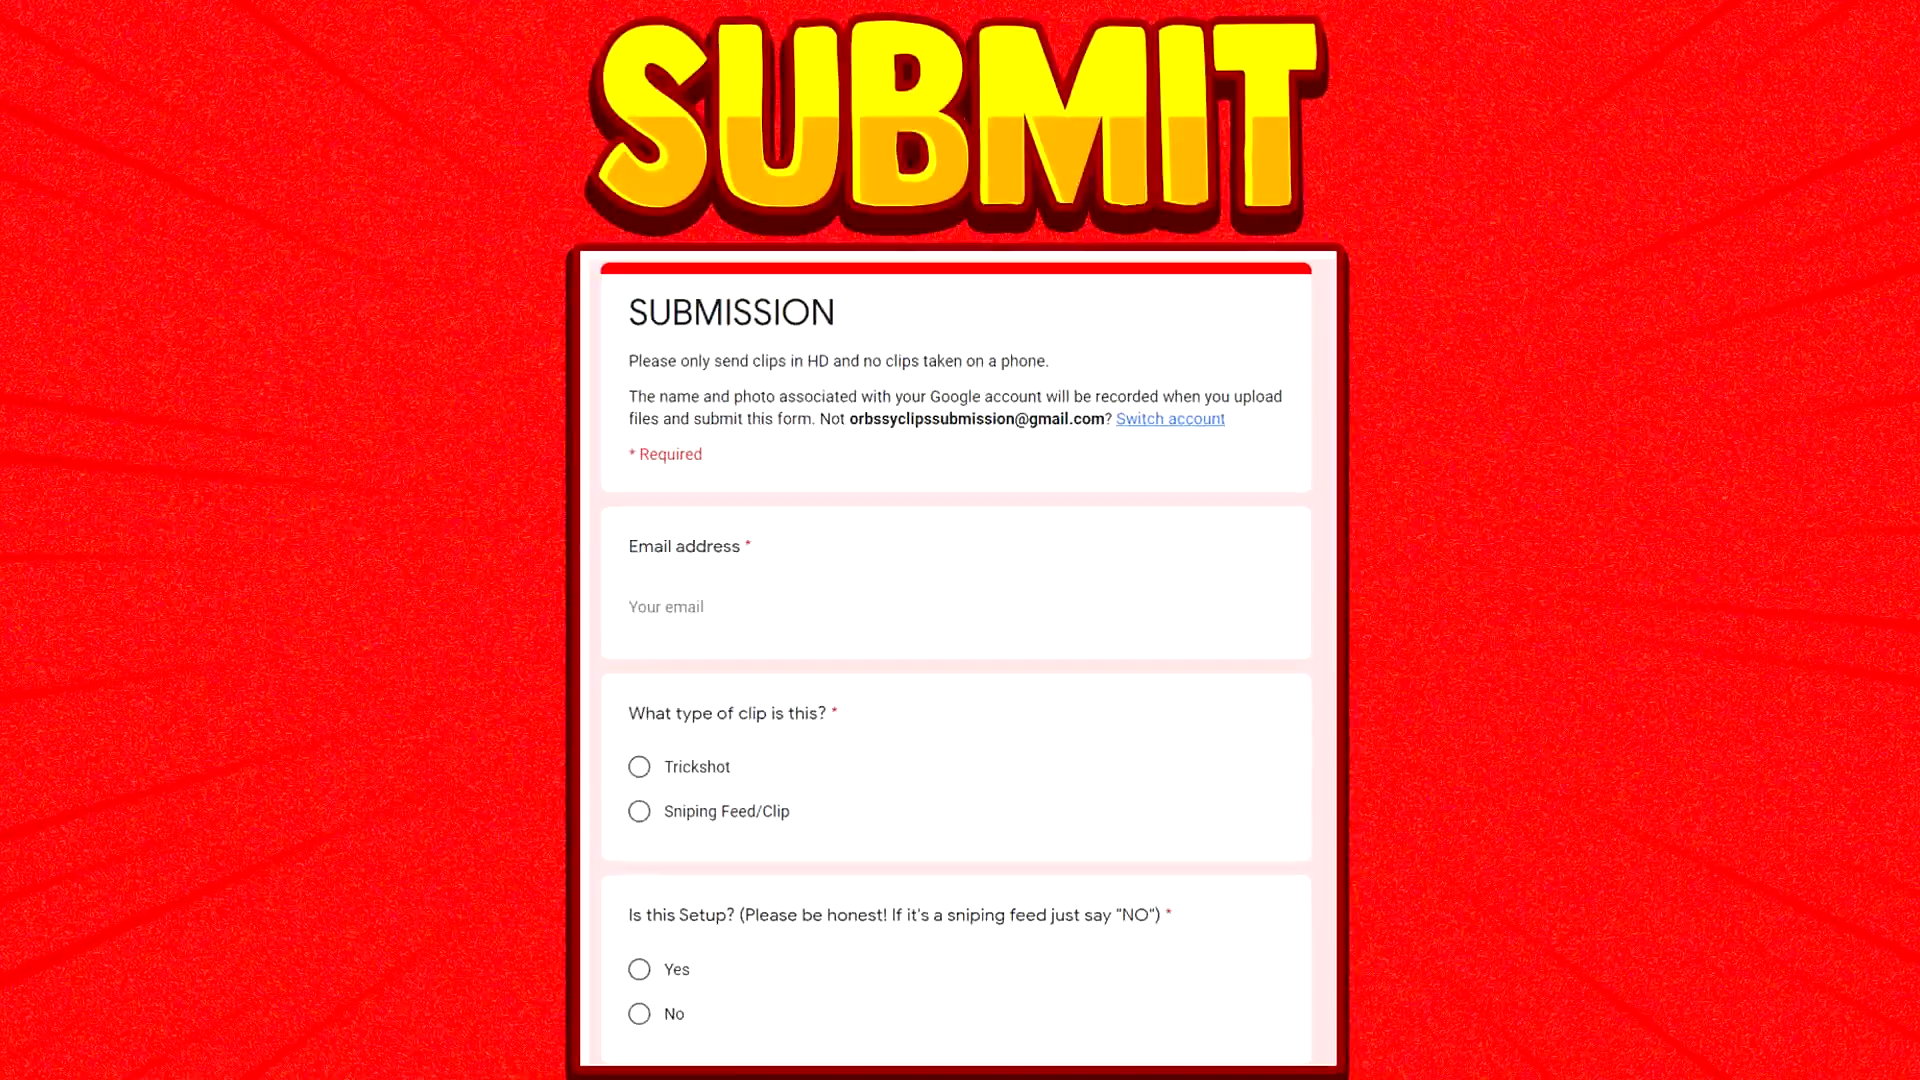 SUBMIT
SUBMISSION
Please only send clips in HD and no clips taken on a phone.
The name and photo associated with your Google account will be recorded when you upload
files and submit this form. Not orbssyclipssubmission@gmail.com? Switch account
* Required
Email address *
Your email
What type of clip is this? *
Trickshot
Sniping Feed/Clip
Is this Setup? (Please be honest! If it's a sniping feed just say "NO") *
Yes
No